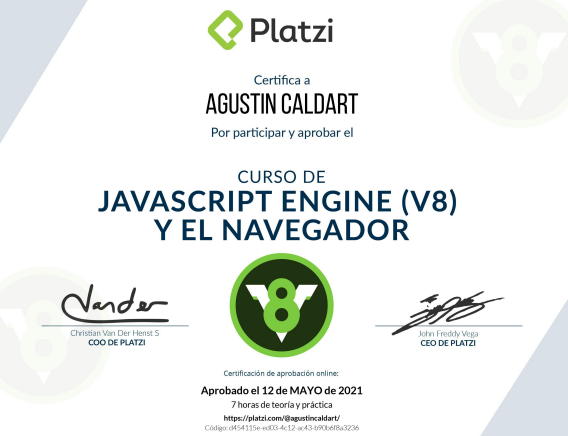 Platzi
Certifica a
AGUSTIN CALDART
Por participar y aprobar el
CURSO DE
JAVASCRIPT ENGINE (V8)
Y EL NAVEGADOR
Christian Van Der Henst S
COO DE PLATZI
John Freddy Vega
CEO DE PLATZI
Certificación de aprobación online:
Aprobado el 12 de MAYO de 2021
7 horas de teoría y práctica
https://platzi.com/@agustincaldart/
Código: d454115e-ed03-4c12-ac43-b90b6f8a3236